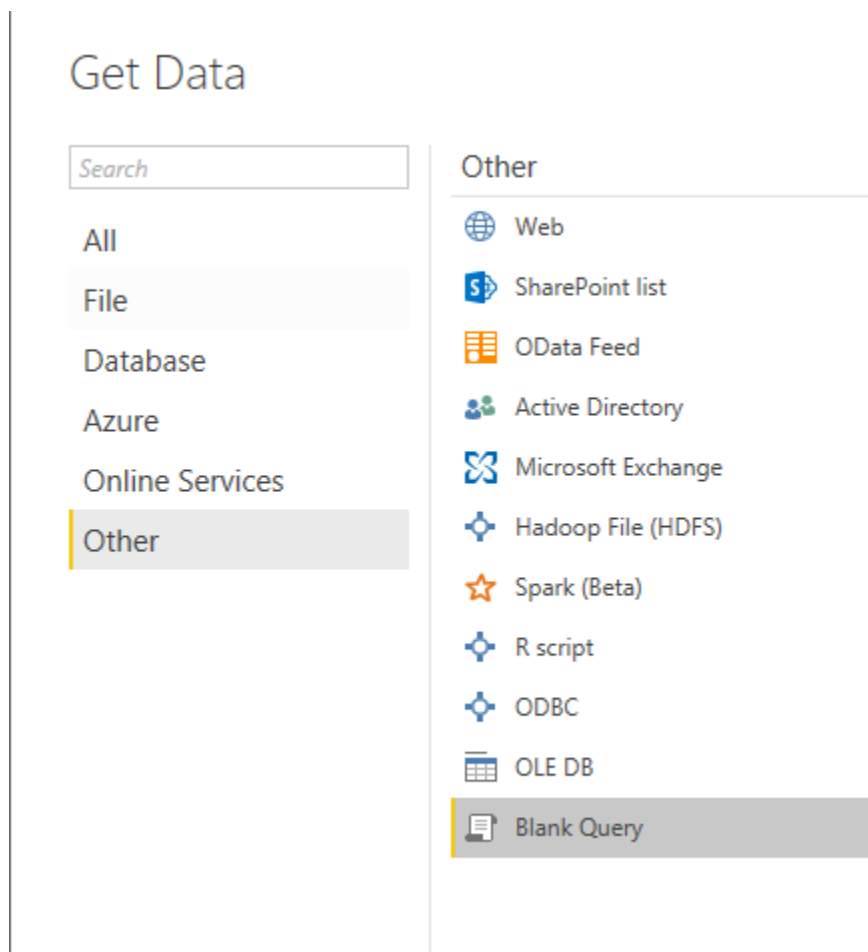 Get Data
Search
All
File
Database
Azure
Online Services
Other
Other
Web
SharePoint list
OData Feed
Active Directory
Microsoft Exchange
Hadoop File (HDFS)
Spark (Beta)
R script
ODBC
OLE DB
Blank Query